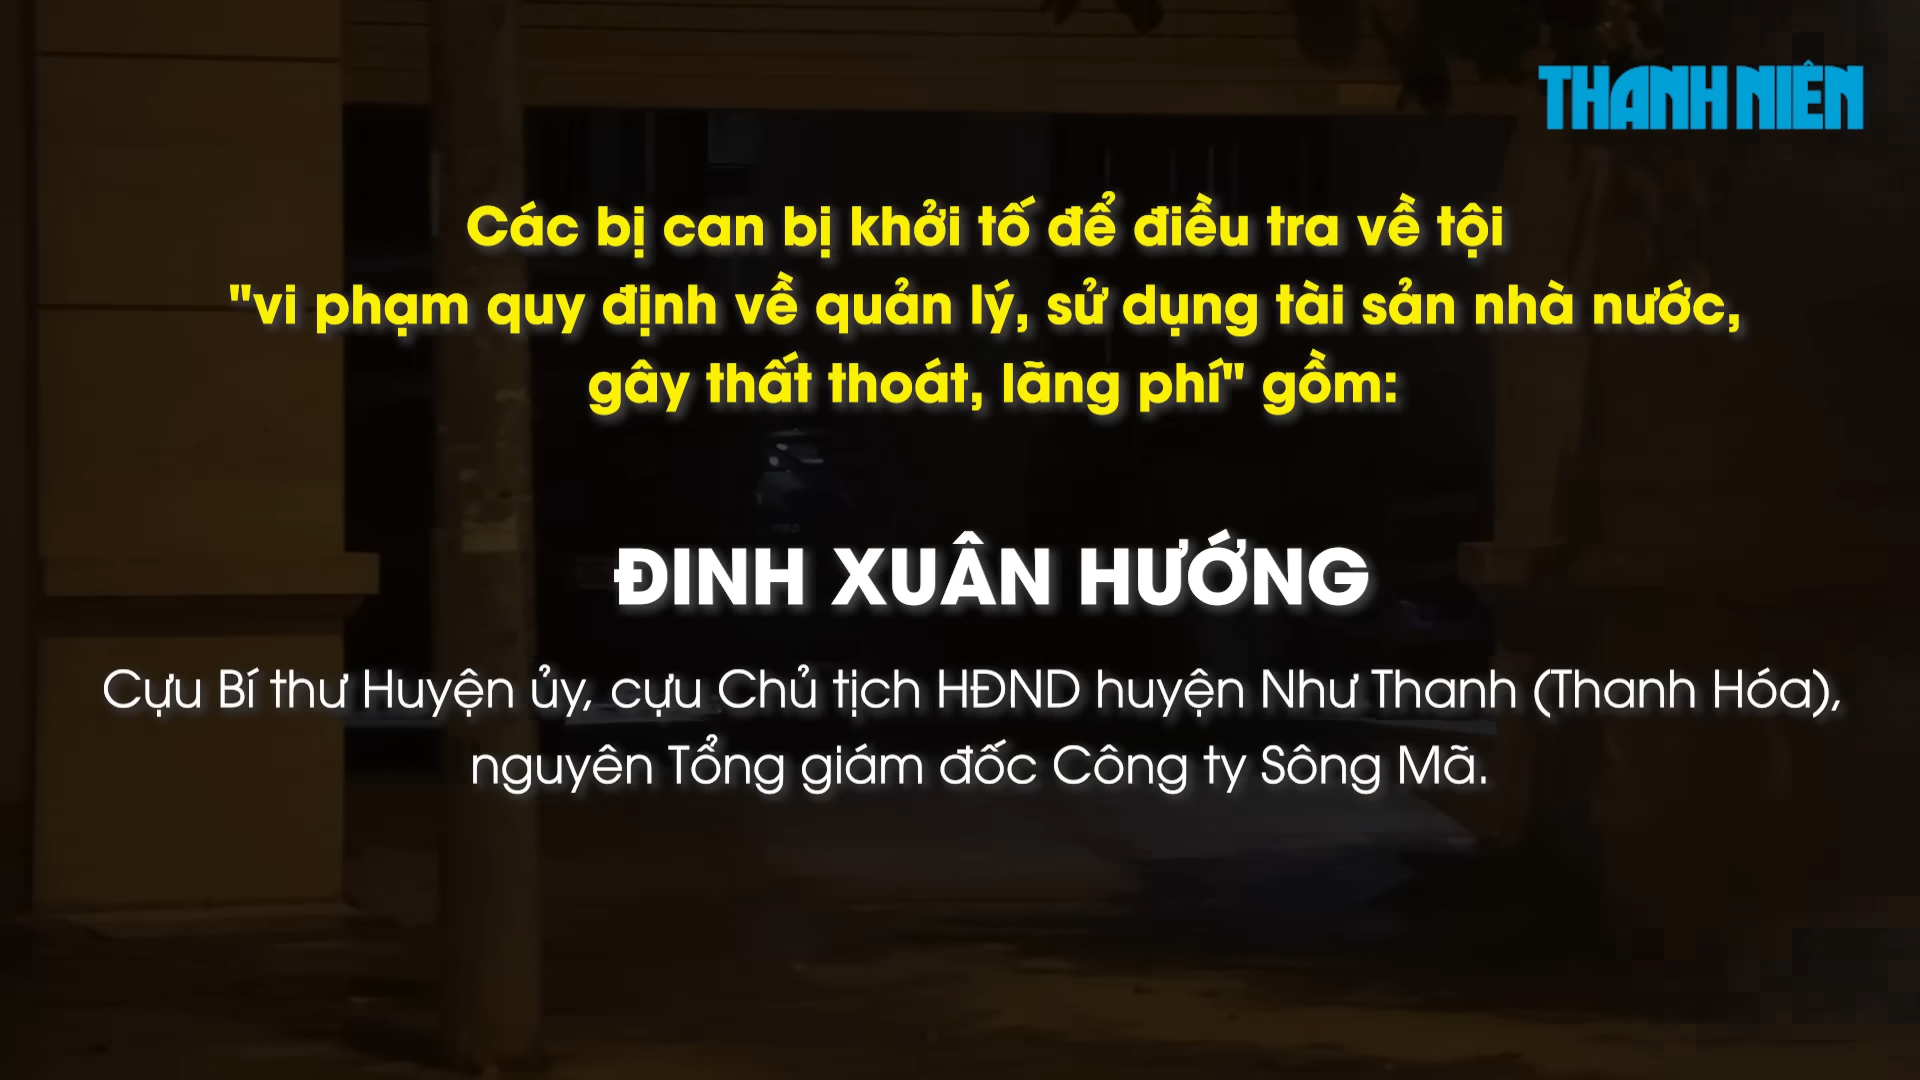 THANH NIÊN
Các bị can bị khởi tố để điều tra về tội
"vi phạm quy định về quản lý, sử dụng tài sản nhà nước,
gây thất thoát, lãng phí" gồm:
ĐINH XUÂN HƯỚNG
Cựu Bí thư Huyện ủy, cựu Chủ tịch HĐND huyện Như Thanh (Thanh Hóa),
nguyên Tổng giám đốc Công ty Sông Mã.